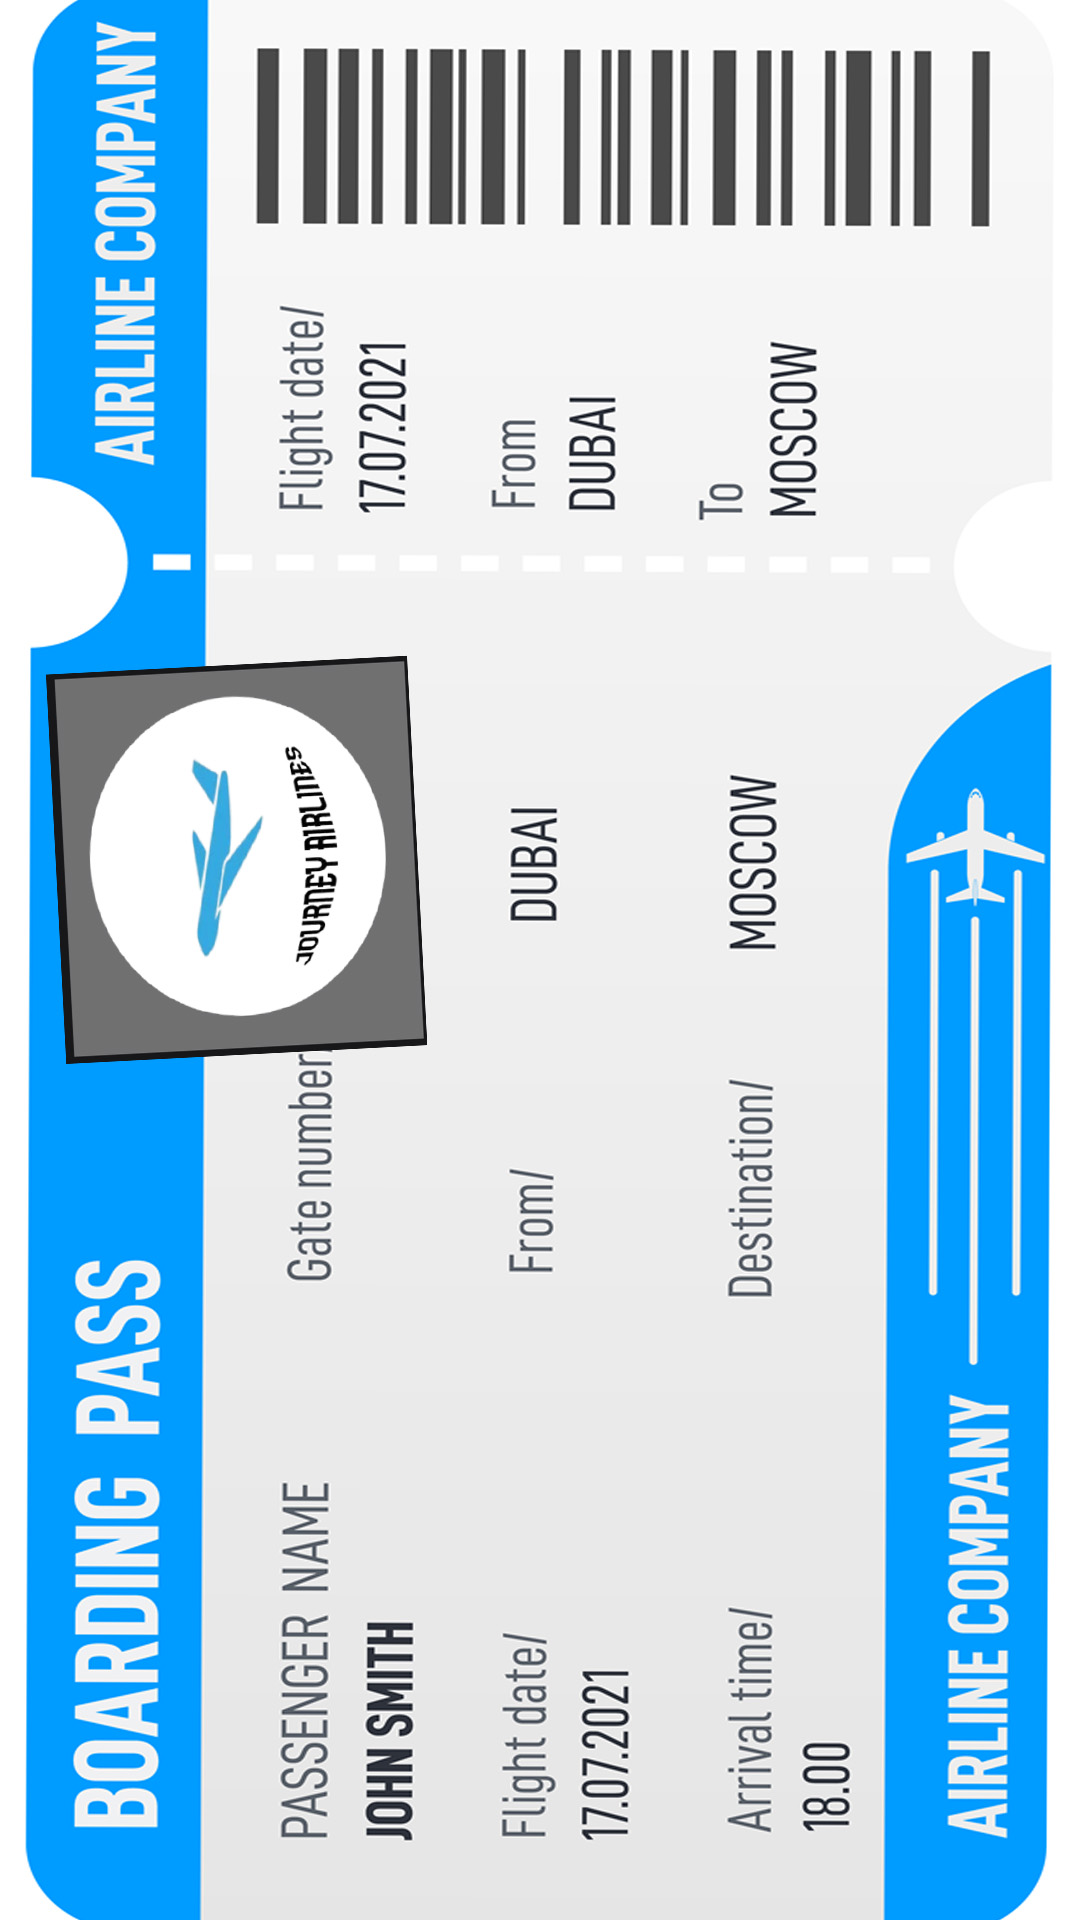 BOARDING PASS
JOURNEY AIRLINES
PASSENGER NAME
JOHN SMITH
Gate number/
Flight date/
17.07.2021
From/
DUBAI
Arrival time/
18.00
Destination/
MOSCOW
AIRLINE COMPANY
AIRLINE COMPANY
Flight date/
17.07.2021
From
DUBAI
To
MOSCOW